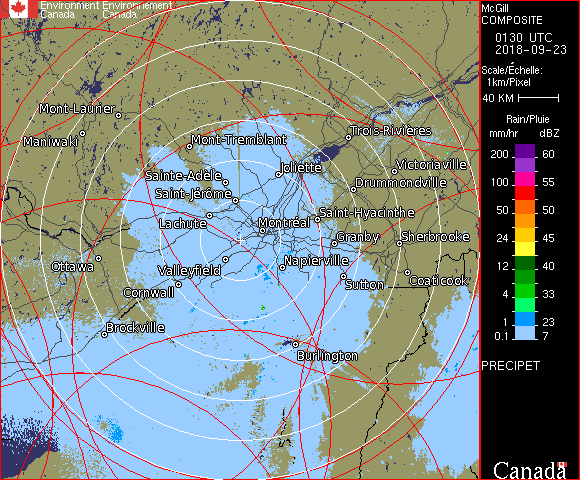 Environment Environnement
Canada Canada
McGill
COMPOSITE
0130 UTC
2018-09-23
Scale/Échelle:
1km/Pixel
40 KM
Rain/Pluie
mm/hr dBZ
200 60
100 55
50 50
24 45
12 40
4 33
1 23
0.1 7
PRECIPET
Canada
Mont-Laurier
Maniwaki
Mont-Tremblant
Trois-Rivières
Sainte-Adèle
Joliette
Victoriaville
Saint-Jérôme
Drummondville
Lachute
Montréal
Saint-Hyacinthe
Granby
Sherbrooke
Ottawa
Valleyfield
Napierville
Cornwall
Sutton
Coaticook
Brockville
Burlington